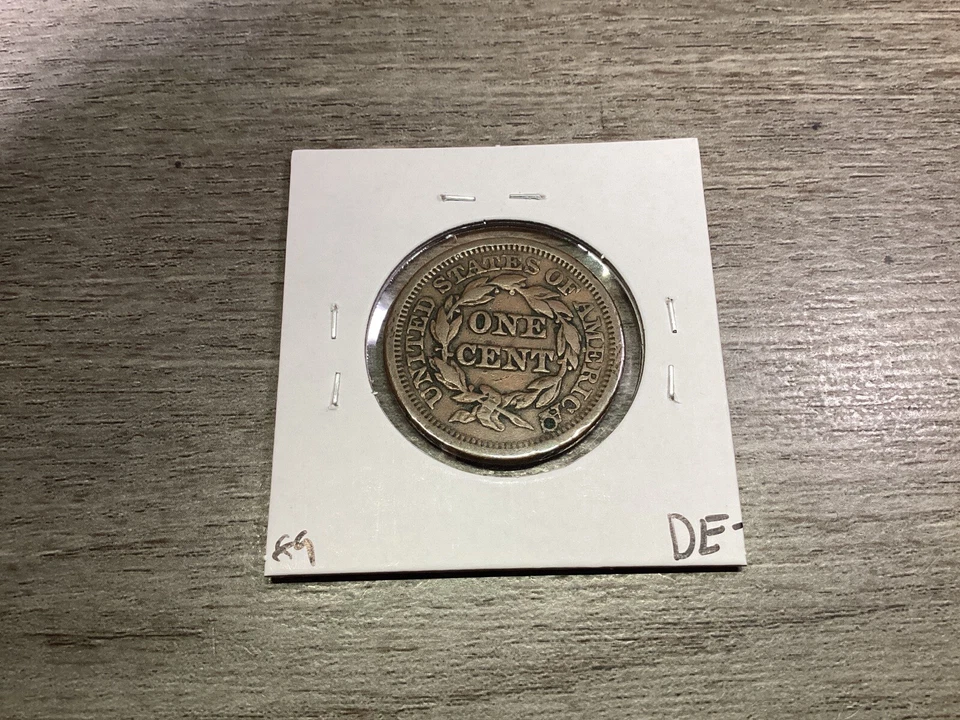 UNITED STATES OF AMERICA
ONE
CENT
DE-